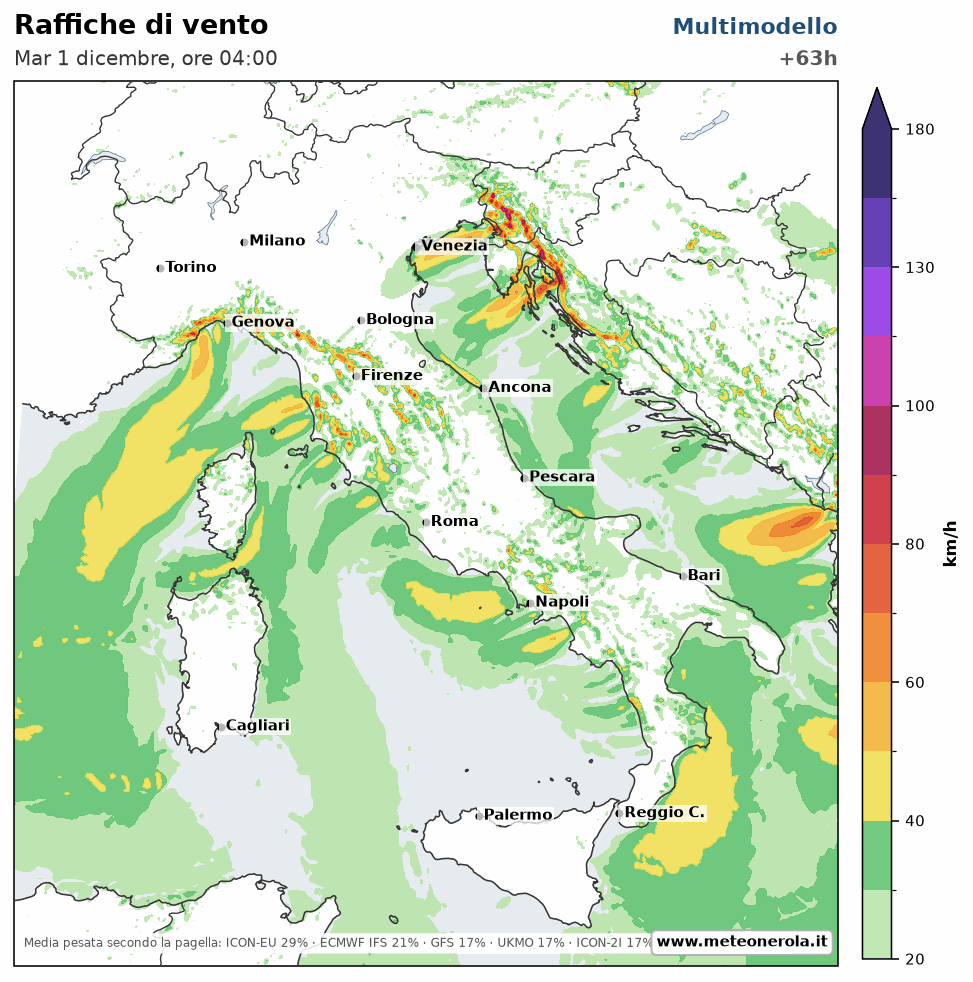 Raffiche di vento
Multimodello
Mar 1 dicembre, ore 04:00
+63h
180
130
100
80
60
40
20
km/h
Milano
Venezia
Torino
Genova
Bologna
Firenze
Ancona
Pescara
Roma
Bari
Napoli
Cagliari
Palermo
Reggio C.
Media pesata secondo la pagella: ICON-EU 29% · ECMWF IFS 21% · GFS 17% · UKMO 17% · ICON-2I 17%
www.meteonerola.it